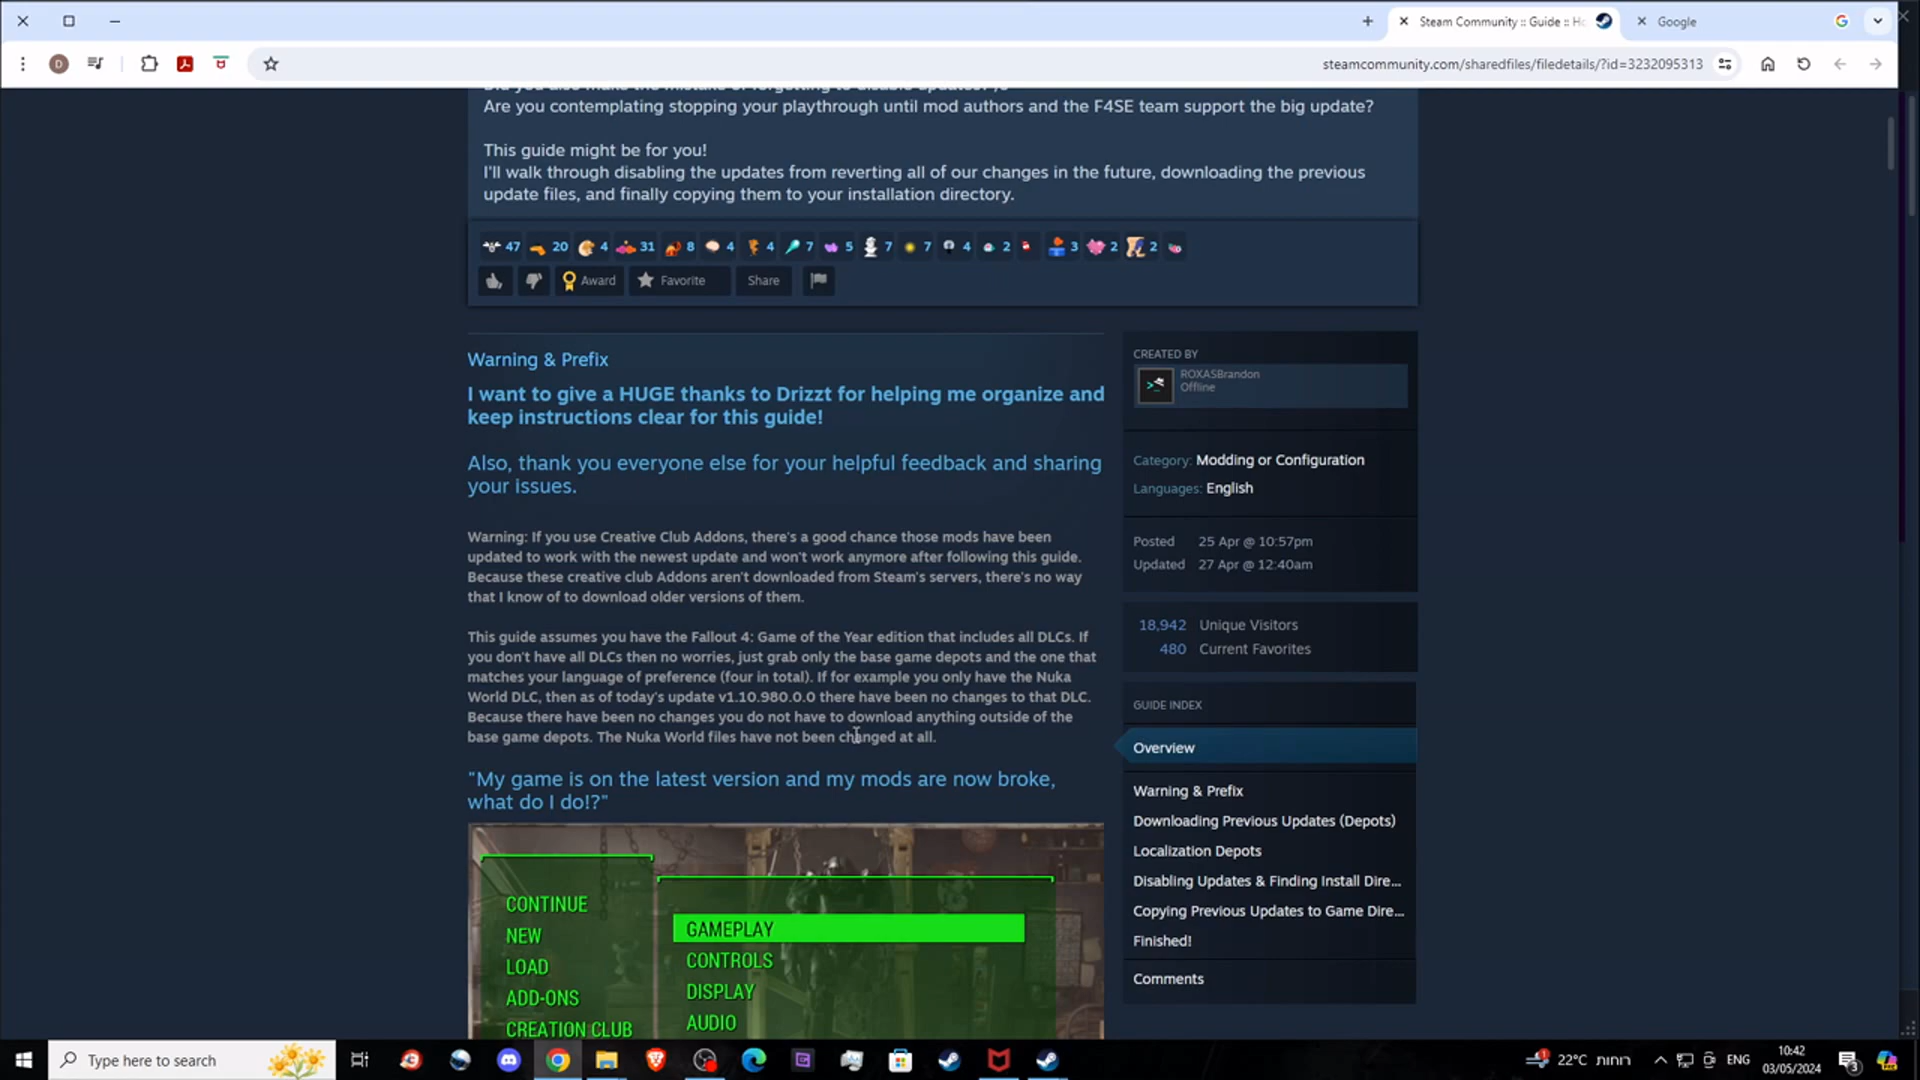 Steam Community :: Guide :: Ho
Google
steamcommunity.com/sharedfiles/filedetails/?id=3232095313
Are you contemplating stopping your playthrough until mod authors and the F4SE team support the big update?
This guide might be for you!
I'll walk through disabling the updates from reverting all of our changes in the future, downloading the previous
update files, and finally copying them to your installation directory.
47 20 4 31 8 4 4 7 5 7 7 4 2 3 2 2
Award Favorite Share
Warning & Prefix
I want to give a HUGE thanks to Drizzt for helping me organize and
keep instructions clear for this guide!
Also, thank you everyone else for your helpful feedback and sharing
your issues.
Warning: If you use Creative Club Addons, there's a good chance those mods have been
updated to work with the newest update and won't work anymore after following this guide.
Because these creative club Addons aren't downloaded from Steam's servers, there's no way
that I know of to download older versions of them.
This guide assumes you have the Fallout 4: Game of the Year edition that includes all DLCs. If
you don't have all DLCs then no worries, just grab only the base game depots and the one that
matches your language of preference (four in total). If for example you only have the Nuka
World DLC, then as of today's update v1.10.980.0.0 there have been no changes to that DLC.
Because there have been no changes you do not have to download anything outside of the
base game depots. The Nuka World files have not been changed at all.
"My game is on the latest version and my mods are now broke,
what do I do!?"
CONTINUE
NEW
LOAD
ADD-ONS
CREATION CLUB
GAMEPLAY
CONTROLS
DISPLAY
AUDIO
CREATED BY
ROXASBrandon
Offline
Category: Modding or Configuration
Languages: English
Posted 25 Apr @ 10:57pm
Updated 27 Apr @ 12:40am
18,942 Unique Visitors
480 Current Favorites
GUIDE INDEX
Overview
Warning & Prefix
Downloading Previous Updates (Depots)
Localization Depots
Disabling Updates & Finding Install Dire...
Copying Previous Updates to Game Dire...
Finished!
Comments
Type here to search
22°C רוחות
ENG
10:42
03/05/2024
3